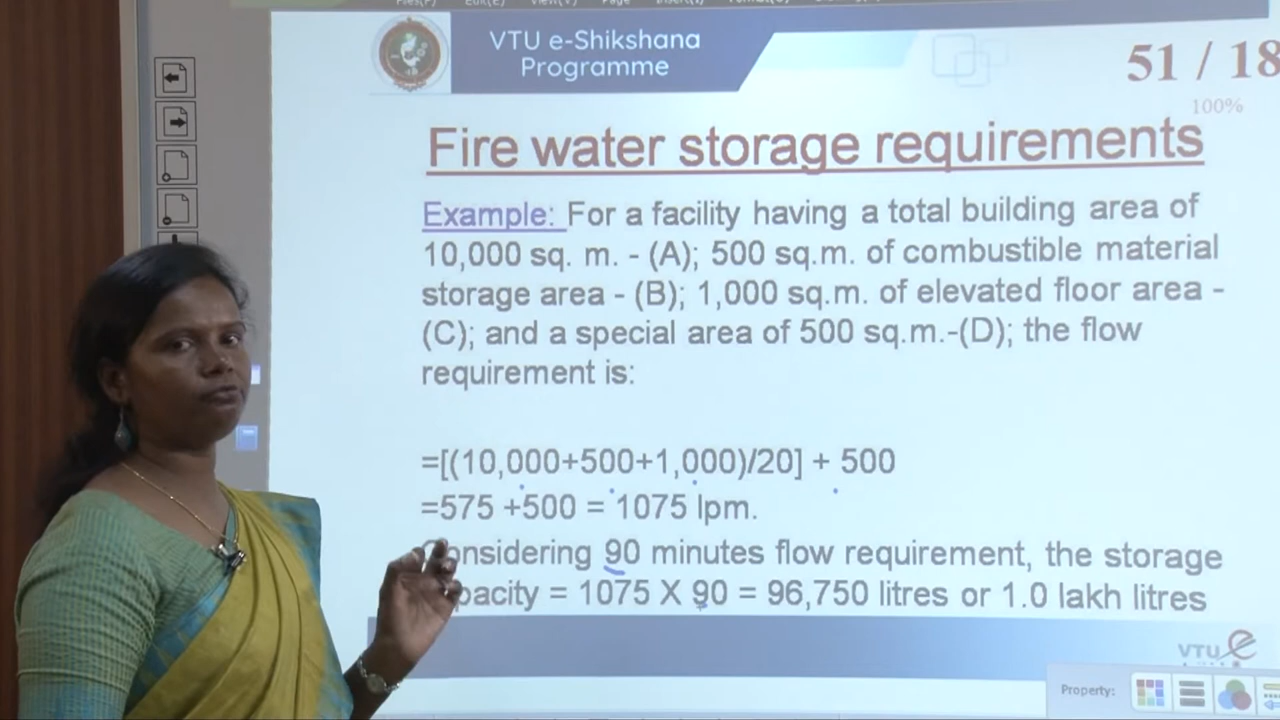 VTU e-Shikshana
Programme
51 / 18
100%
Fire water storage requirements
Example: For a facility having a total building area of
10,000 sq. m. - (A); 500 sq.m. of combustible material
storage area - (B); 1,000 sq.m. of elevated floor area -
(C); and a special area of 500 sq.m.-(D); the flow
requirement is:
=[(10,000+500+1,000)/20] + 500
=575 +500 = 1075 lpm.
onsidering 90 minutes flow requirement, the storage
pacity = 1075 X 90 = 96,750 litres or 1.0 lakh litres
VTU e
Property: